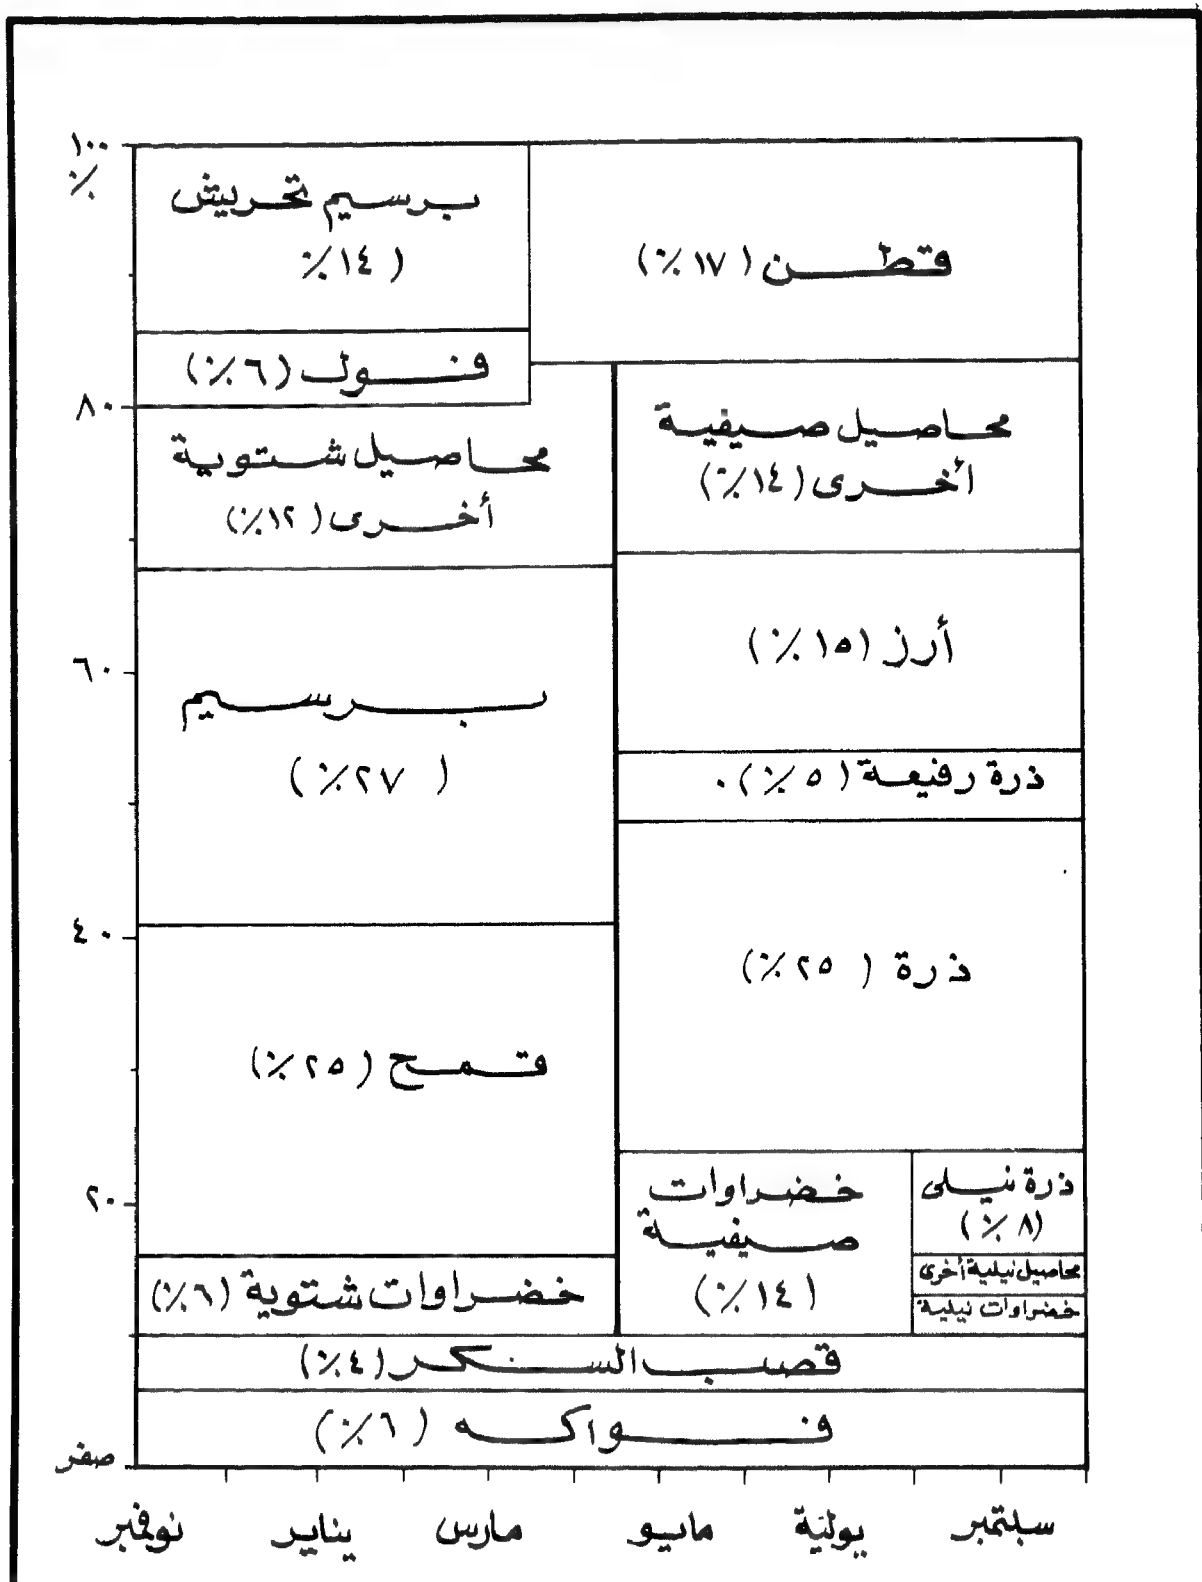 ١٠٠
٪
برسيم تحريش
( ١٤٪
قطن ( ١٧ ٪)
فول (٦ ٪)
٨٠
محاصيل شتوية
أخرى ( ١٢٪)
محاصيل صيفية
أخرى (١٤ ٪)
٦٠
برسيم
( ٢٧٪)
أرز (١٥ ٪)
ذرة رفيعة (٥ ٪) .
٤٠
ذرة ( ٢٥ ٪)
قمح ( ٢٥ ٪)
٢٠
خضراوات
صيفية
(١٤ ٪)
ذرة نيلى
(٨ ٪)
محاصيل نيلية أخرى
خضراوات نيلية
خضراوات شتوية (٦٪)
قصب السكر (٤٪)
فواكه (٦٪)
صفر
نوفمبر
يناير
مارس
مايو
يولية
سبتمبر